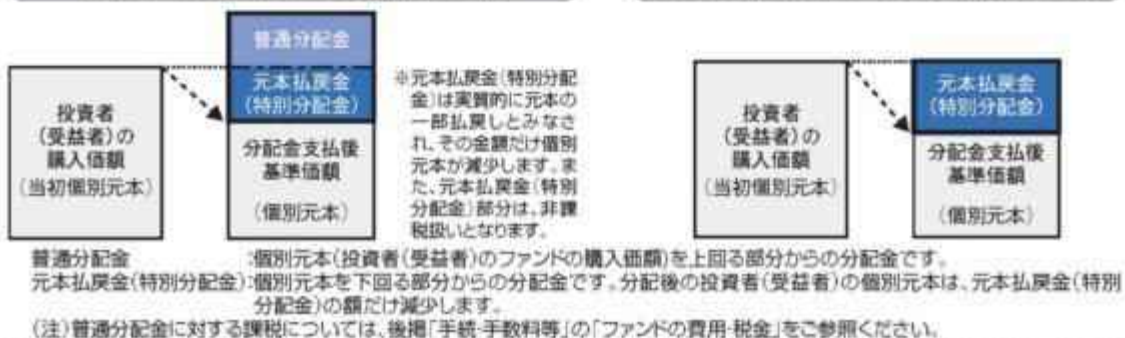 普通分配金
元本払戻金
(特別分配金)
投資者
(受益者)の
購入価額
(当初個別元本)
分配金支払後
基準価額
(個別元本)
※元本払戻金(特別分配
金)は実質的に元本の
一部払戻しとみなさ
れ、その金額だけ個別
元本が減少します。ま
た、元本払戻金(特別
分配金)部分は、非課
税扱いとなります。
元本払戻金
(特別分配金)
投資者
(受益者)の
購入価額
(当初個別元本)
分配金支払後
基準価額
(個別元本)
普通分配金 :個別元本(投資者(受益者)のファンドの購入価額)を上回る部分からの分配金です。
元本払戻金(特別分配金):個別元本を下回る部分からの分配金です。分配後の投資者(受益者)の個別元本は、元本払戻金(特別
分配金)の額だけ減少します。
(注)普通分配金に対する課税については、後掲「手続・手数料等」の「ファンドの費用・税金」をご参照ください。